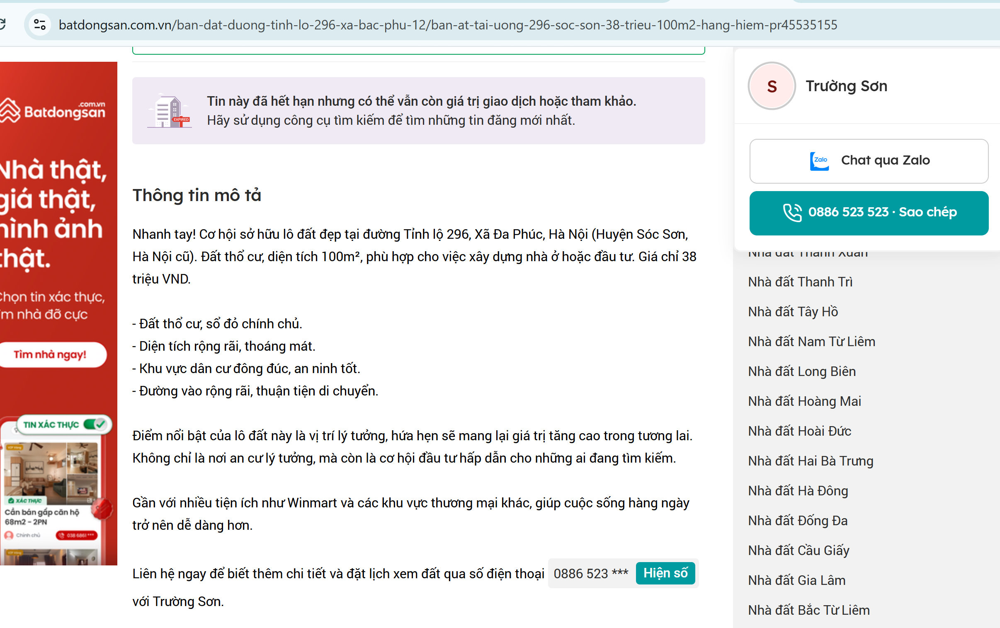 batdongsan.com.vn/ban-dat-duong-tinh-lo-296-xa-bac-phu-12/ban-at-tai-uong-296-soc-son-38-trieu-100m2-hang-hiem-pr45535155
Batdongsan
.com.vn
Nhà thật,
giá thật,
hình ảnh
thật.
Chọn tin xác thực,
tìm nhà đỡ cực
Tìm nhà ngay!
TIN XÁC THỰC
VIP Vàng
XÁC THỰC
Cần bán gấp căn hộ
68m2 - 2PN
Chính chủ
038 6861 ***
VIP Vàng
EXPIRED
Tin này đã hết hạn nhưng có thể vẫn còn giá trị giao dịch hoặc tham khảo.
Hãy sử dụng công cụ tìm kiếm để tìm những tin đăng mới nhất.
Thông tin mô tả
Nhanh tay! Cơ hội sở hữu lô đất đẹp tại đường Tỉnh lộ 296, Xã Đa Phúc, Hà Nội (Huyện Sóc Sơn,
Hà Nội cũ). Đất thổ cư, diện tích 100m², phù hợp cho việc xây dựng nhà ở hoặc đầu tư. Giá chỉ 38
triệu VND.
- Đất thổ cư, sổ đỏ chính chủ.
- Diện tích rộng rãi, thoáng mát.
- Khu vực dân cư đông đúc, an ninh tốt.
- Đường vào rộng rãi, thuận tiện di chuyển.
Điểm nổi bật của lô đất này là vị trí lý tưởng, hứa hẹn sẽ mang lại giá trị tăng cao trong tương lai.
Không chỉ là nơi an cư lý tưởng, mà còn là cơ hội đầu tư hấp dẫn cho những ai đang tìm kiếm.
Gần với nhiều tiện ích như Winmart và các khu vực thương mại khác, giúp cuộc sống hàng ngày
trở nên dễ dàng hơn.
Liên hệ ngay để biết thêm chi tiết và đặt lịch xem đất qua số điện thoại 0886 523 *** Hiện số
với Trường Sơn.
S
Trường Sơn
Zalo
Chat qua Zalo
0886 523 523 · Sao chép
Nhà đất Thanh Xuân
Nhà đất Thanh Trì
Nhà đất Tây Hồ
Nhà đất Nam Từ Liêm
Nhà đất Long Biên
Nhà đất Hoàng Mai
Nhà đất Hoài Đức
Nhà đất Hai Bà Trưng
Nhà đất Hà Đông
Nhà đất Đống Đa
Nhà đất Cầu Giấy
Nhà đất Gia Lâm
Nhà đất Bắc Từ Liêm